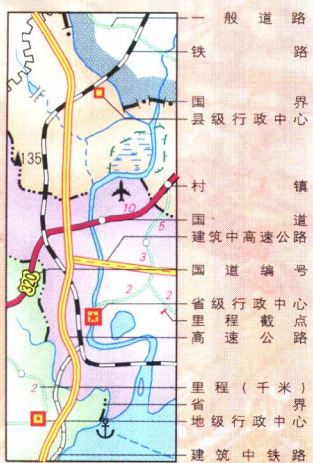 一般道路
铁路
国界
县级行政中心
135
村镇
10
国道
5
建筑中高速公路
3
国道编号
320
2
2
省级行政中心
里程截点
高速公路
2
里程(千米)
省界
地级行政中心
建筑中铁路